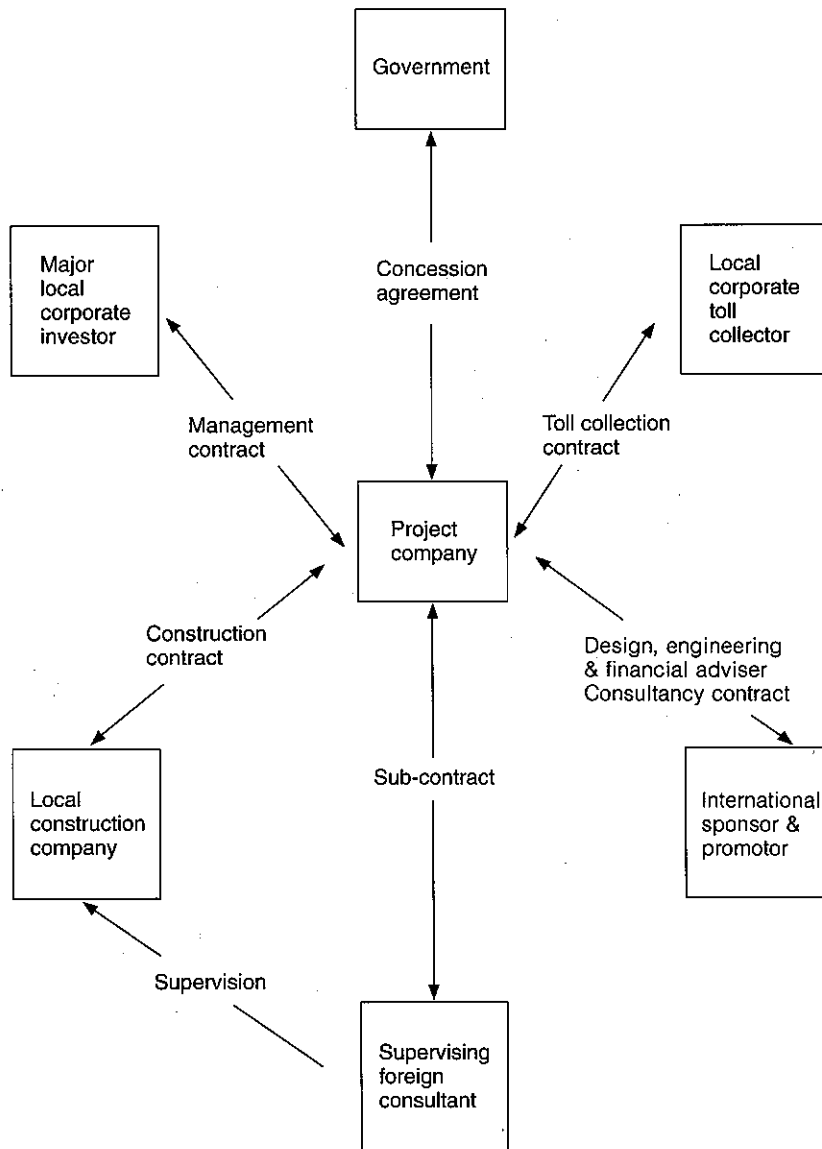 Government
Major
local
corporate
investor
Concession
agreement
Local
corporate
toll
collector
Management
contract
Toll collection
contract
Project
company
Construction
contract
Design, engineering
& financial adviser
Consultancy contract
Local
construction
company
Sub-contract
International
sponsor &
promotor
Supervision
Supervising
foreign
consultant